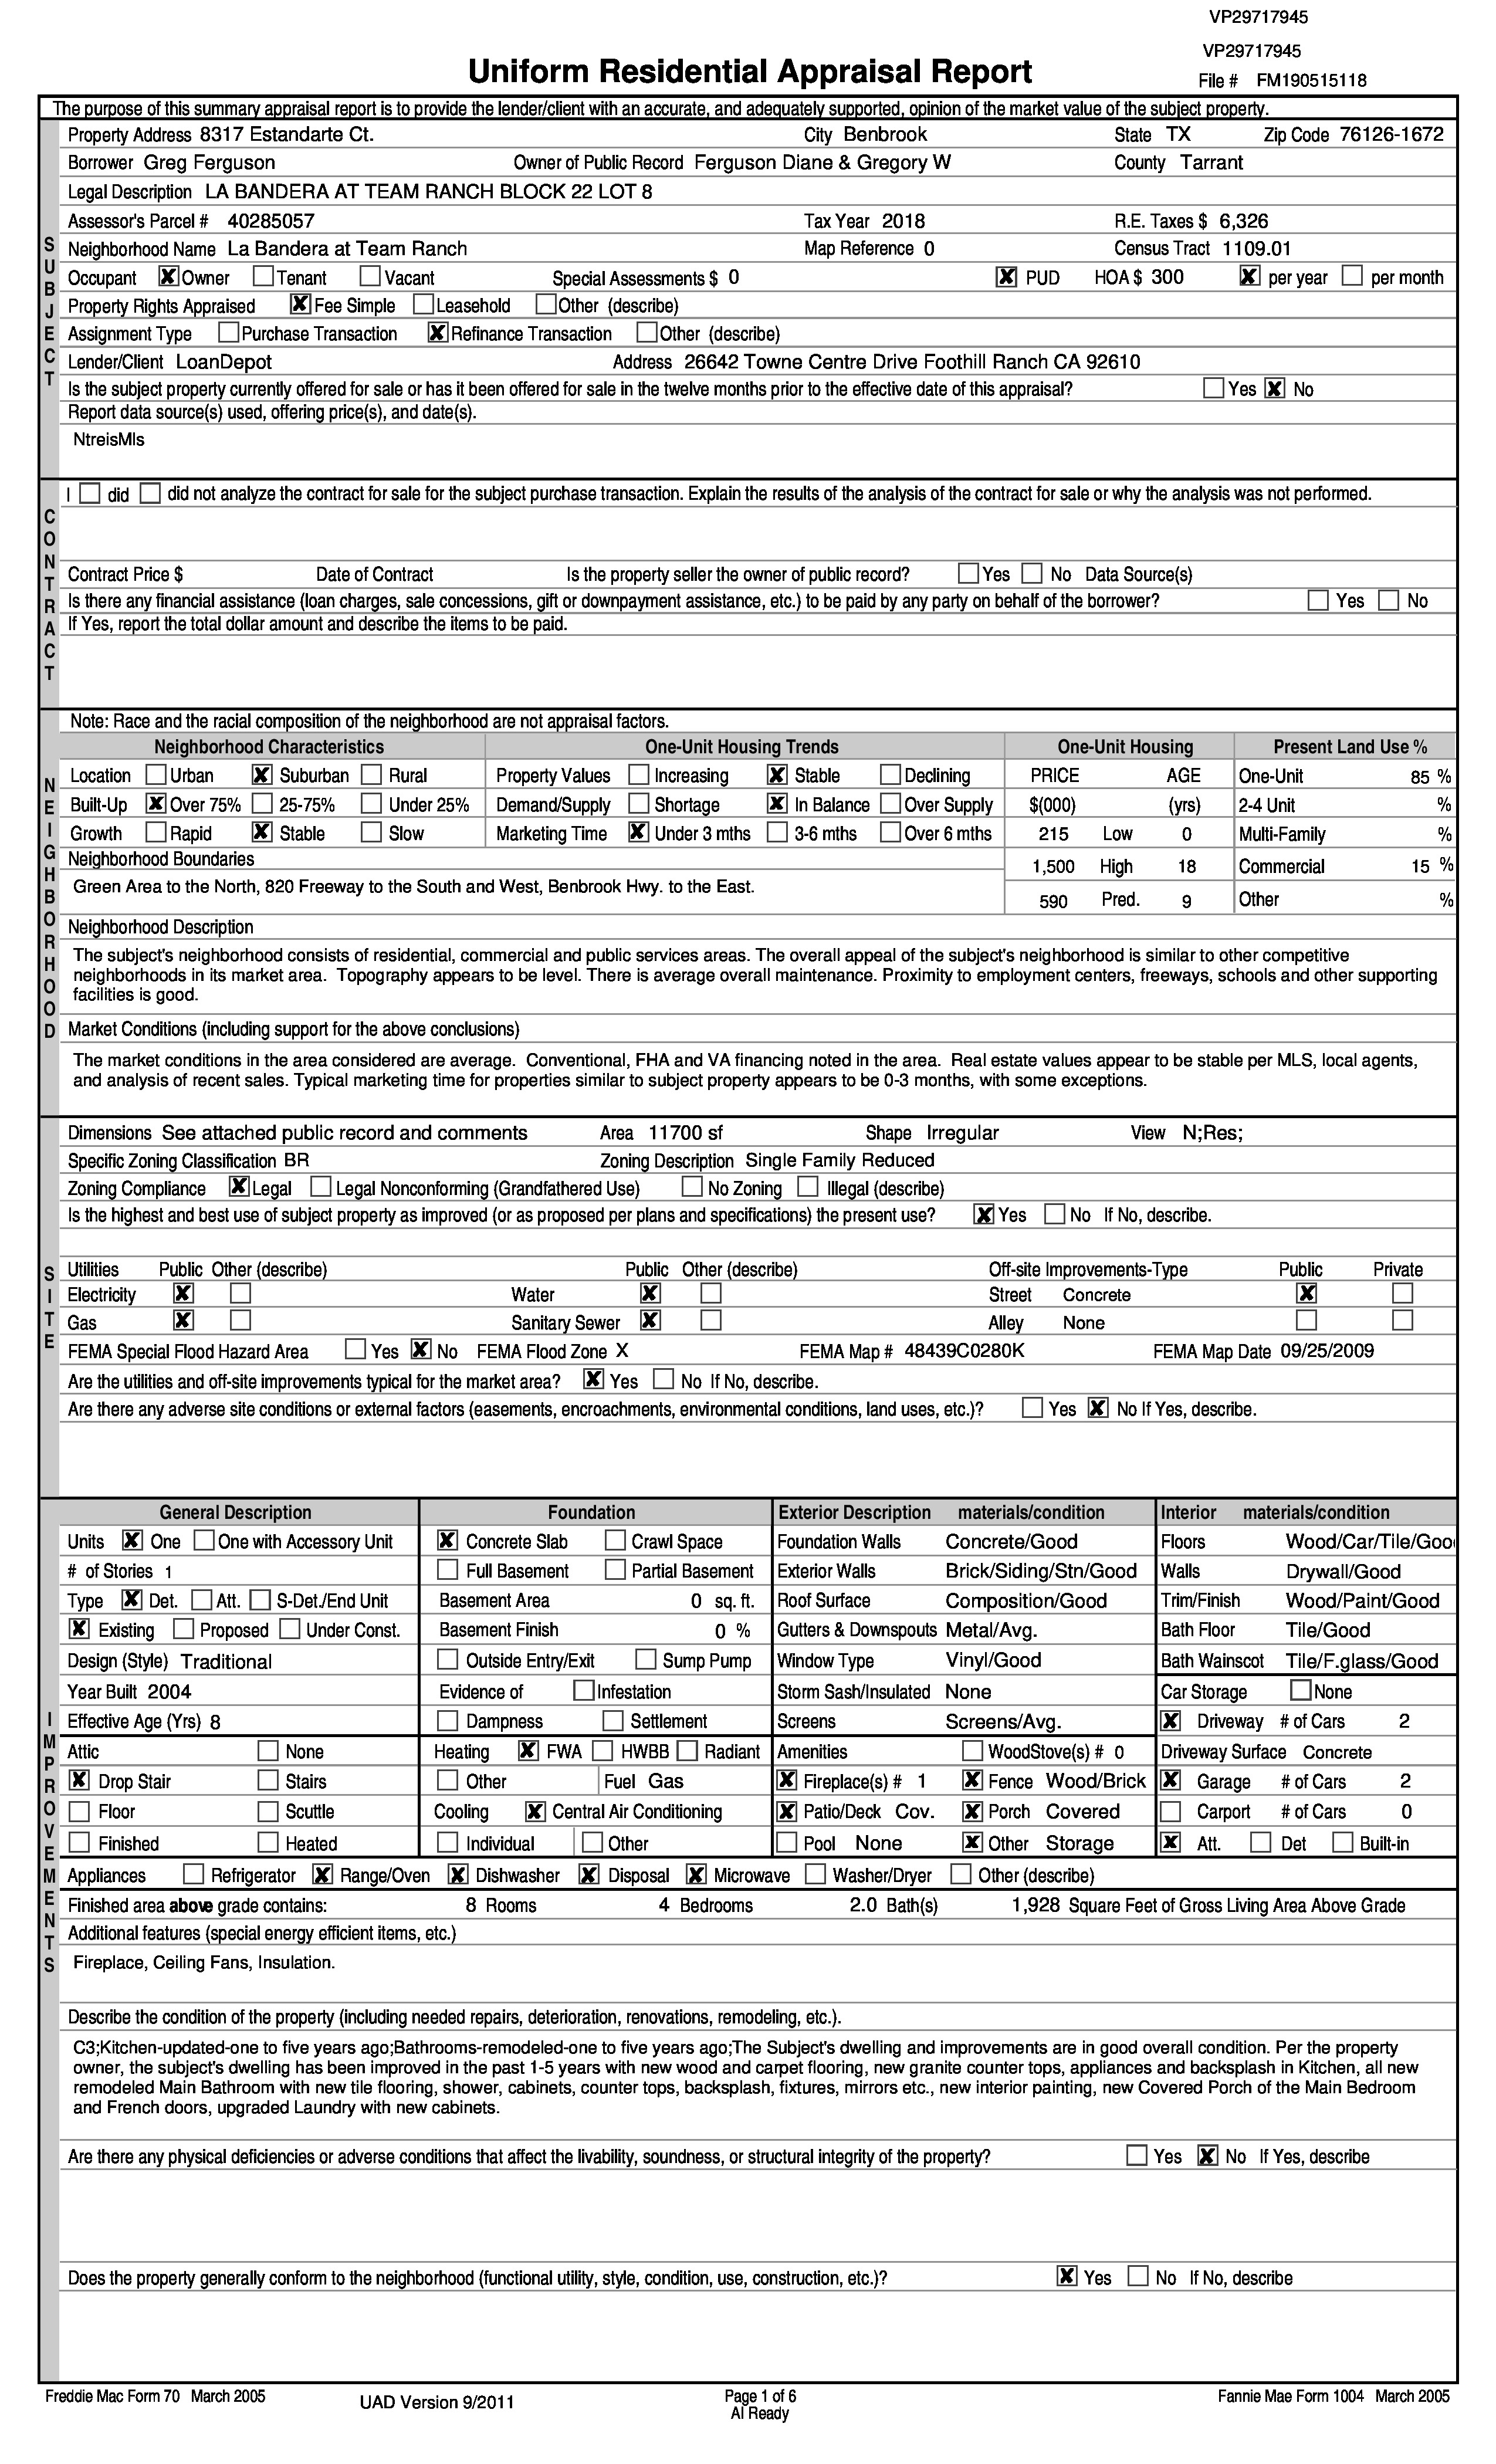 VP29717945
VP29717945
Uniform Residential Appraisal Report
File # FM190515118
The purpose of this summary appraisal report is to provide the lender/client with an accurate, and adequately supported, opinion of the market value of the subject property.
SUBJECT
Property Address 8317 Estandarte Ct. City Benbrook State TX Zip Code 76126-1672
Borrower Greg Ferguson Owner of Public Record Ferguson Diane & Gregory W County Tarrant
Legal Description LA BANDERA AT TEAM RANCH BLOCK 22 LOT 8
Assessor's Parcel # 40285057 Tax Year 2018 R.E. Taxes $ 6,326
Neighborhood Name La Bandera at Team Ranch Map Reference 0 Census Tract 1109.01
Occupant X Owner Tenant Vacant Special Assessments $ 0 X PUD HOA $ 300 X per year per month
Property Rights Appraised X Fee Simple Leasehold Other (describe)
Assignment Type Purchase Transaction X Refinance Transaction Other (describe)
Lender/Client LoanDepot Address 26642 Towne Centre Drive Foothill Ranch CA 92610
Is the subject property currently offered for sale or has it been offered for sale in the twelve months prior to the effective date of this appraisal? Yes X No
Report data source(s) used, offering price(s), and date(s).
NtreisMls
CONTRACT
I did did not analyze the contract for sale for the subject purchase transaction. Explain the results of the analysis of the contract for sale or why the analysis was not performed.
Contract Price $ Date of Contract Is the property seller the owner of public record? Yes No Data Source(s)
Is there any financial assistance (loan charges, sale concessions, gift or downpayment assistance, etc.) to be paid by any party on behalf of the borrower? Yes No
If Yes, report the total dollar amount and describe the items to be paid.
NEIGHBORHOOD
Note: Race and the racial composition of the neighborhood are not appraisal factors.
Neighborhood Characteristics One-Unit Housing Trends One-Unit Housing Present Land Use %
Location Urban X Suburban Rural Property Values Increasing X Stable Declining PRICE AGE One-Unit 85 %
Built-Up X Over 75% 25-75% Under 25% Demand/Supply Shortage X In Balance Over Supply $(000) (yrs) 2-4 Unit %
Growth Rapid X Stable Slow Marketing Time X Under 3 mths 3-6 mths Over 6 mths 215 Low 0 Multi-Family %
Neighborhood Boundaries 1,500 High 18 Commercial 15 %
Green Area to the North, 820 Freeway to the South and West, Benbrook Hwy. to the East. 590 Pred. 9 Other %
Neighborhood Description
The subject's neighborhood consists of residential, commercial and public services areas. The overall appeal of the subject's neighborhood is similar to other competitive
neighborhoods in its market area. Topography appears to be level. There is average overall maintenance. Proximity to employment centers, freeways, schools and other supporting
facilities is good.
Market Conditions (including support for the above conclusions)
The market conditions in the area considered are average. Conventional, FHA and VA financing noted in the area. Real estate values appear to be stable per MLS, local agents,
and analysis of recent sales. Typical marketing time for properties similar to subject property appears to be 0-3 months, with some exceptions.
SITE
Dimensions See attached public record and comments Area 11700 sf Shape Irregular View N;Res;
Specific Zoning Classification BR Zoning Description Single Family Reduced
Zoning Compliance X Legal Legal Nonconforming (Grandfathered Use) No Zoning Illegal (describe)
Is the highest and best use of subject property as improved (or as proposed per plans and specifications) the present use? X Yes No If No, describe.
Utilities Public Other (describe) Public Other (describe) Off-site Improvements-Type Public Private
Electricity X Water X Street Concrete X
Gas X Sanitary Sewer X Alley None
FEMA Special Flood Hazard Area Yes X No FEMA Flood Zone X FEMA Map # 48439C0280K FEMA Map Date 09/25/2009
Are the utilities and off-site improvements typical for the market area? X Yes No If No, describe.
Are there any adverse site conditions or external factors (easements, encroachments, environmental conditions, land uses, etc.)? Yes X No If Yes, describe.
IMPROVEMENTS
General Description Foundation Exterior Description materials/condition Interior materials/condition
Units X One One with Accessory Unit X Concrete Slab Crawl Space Foundation Walls Concrete/Good Floors Wood/Car/Tile/Goo
# of Stories 1 Full Basement Partial Basement Exterior Walls Brick/Siding/Stn/Good Walls Drywall/Good
Type X Det. Att. S-Det./End Unit Basement Area 0 sq. ft. Roof Surface Composition/Good Trim/Finish Wood/Paint/Good
X Existing Proposed Under Const. Basement Finish 0 % Gutters & Downspouts Metal/Avg. Bath Floor Tile/Good
Design (Style) Traditional Outside Entry/Exit Sump Pump Window Type Vinyl/Good Bath Wainscot Tile/F.glass/Good
Year Built 2004 Evidence of Infestation Storm Sash/Insulated None Car Storage None
Effective Age (Yrs) 8 Dampness Settlement Screens Screens/Avg. X Driveway # of Cars 2
Attic None Heating X FWA HWBB Radiant Amenities WoodStove(s) # 0 Driveway Surface Concrete
X Drop Stair Stairs Other Fuel Gas X Fireplace(s) # 1 X Fence Wood/Brick X Garage # of Cars 2
Floor Scuttle Cooling X Central Air Conditioning X Patio/Deck Cov. X Porch Covered Carport # of Cars 0
Finished Heated Individual Other Pool None X Other Storage X Att. Det Built-in
Appliances Refrigerator X Range/Oven X Dishwasher X Disposal X Microwave Washer/Dryer Other (describe)
Finished area above grade contains: 8 Rooms 4 Bedrooms 2.0 Bath(s) 1,928 Square Feet of Gross Living Area Above Grade
Additional features (special energy efficient items, etc.)
Fireplace, Ceiling Fans, Insulation.
Describe the condition of the property (including needed repairs, deterioration, renovations, remodeling, etc.).
C3;Kitchen-updated-one to five years ago;Bathrooms-remodeled-one to five years ago;The Subject's dwelling and improvements are in good overall condition. Per the property
owner, the subject's dwelling has been improved in the past 1-5 years with new wood and carpet flooring, new granite counter tops, appliances and backsplash in Kitchen, all new
remodeled Main Bathroom with new tile flooring, shower, cabinets, counter tops, backsplash, fixtures, mirrors etc., new interior painting, new Covered Porch of the Main Bedroom
and French doors, upgraded Laundry with new cabinets.
Are there any physical deficiencies or adverse conditions that affect the livability, soundness, or structural integrity of the property? Yes X No If Yes, describe
Does the property generally conform to the neighborhood (functional utility, style, condition, use, construction, etc.)? X Yes No If No, describe
Freddie Mac Form 70 March 2005 UAD Version 9/2011 Page 1 of 6 Fannie Mae Form 1004 March 2005
AI Ready